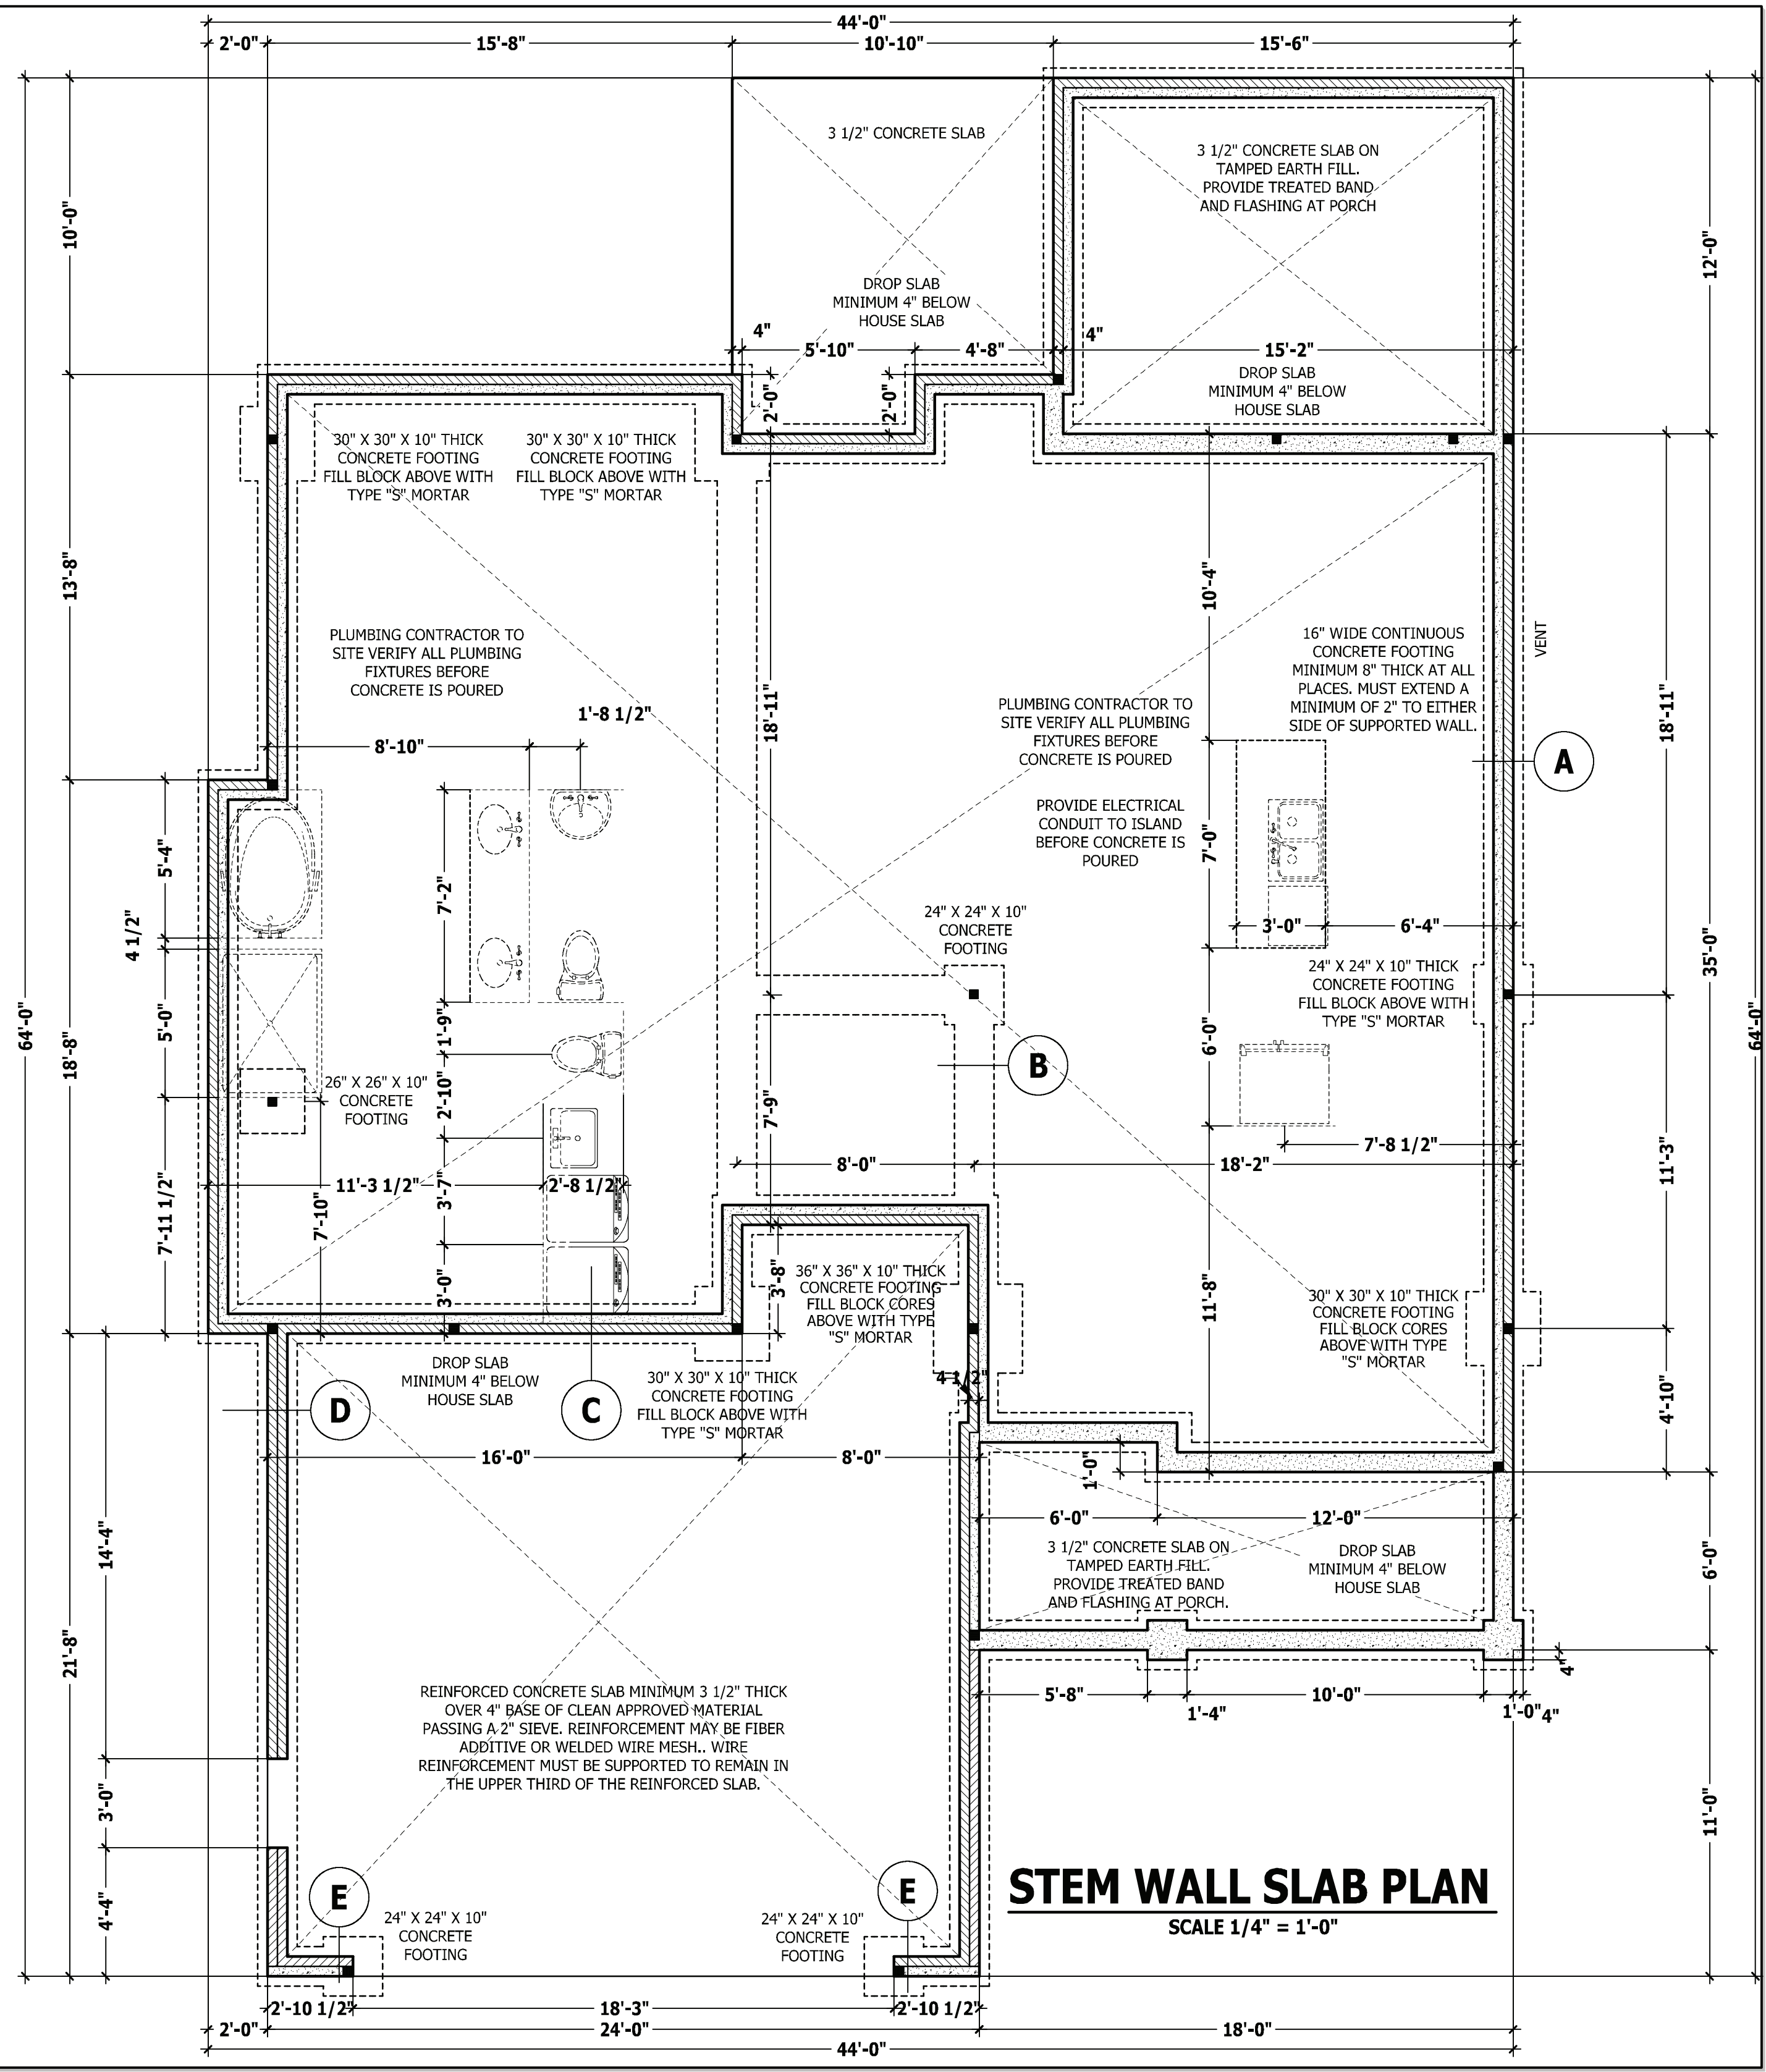 44'-0"
2'-0" 15'-8" 10'-10" 15'-6"
3 1/2" CONCRETE SLAB
3 1/2" CONCRETE SLAB ON
TAMPED EARTH FILL.
PROVIDE TREATED BAND
AND FLASHING AT PORCH
10'-0"
12'-0"
DROP SLAB
MINIMUM 4" BELOW
HOUSE SLAB
4"
5'-10"
4'-8"
4"
15'-2"
DROP SLAB
MINIMUM 4" BELOW
HOUSE SLAB
2'-0"
2'-0"
30" X 30" X 10" THICK
CONCRETE FOOTING
FILL BLOCK ABOVE WITH
TYPE "S" MORTAR
30" X 30" X 10" THICK
CONCRETE FOOTING
FILL BLOCK ABOVE WITH
TYPE "S" MORTAR
13'-8"
10'-4"
PLUMBING CONTRACTOR TO
SITE VERIFY ALL PLUMBING
FIXTURES BEFORE
CONCRETE IS POURED
16" WIDE CONTINUOUS
CONCRETE FOOTING
MINIMUM 8" THICK AT ALL
PLACES. MUST EXTEND A
MINIMUM OF 2" TO EITHER
SIDE OF SUPPORTED WALL.
VENT
1'-8 1/2"
8'-10"
18'-11"
PLUMBING CONTRACTOR TO
SITE VERIFY ALL PLUMBING
FIXTURES BEFORE
CONCRETE IS POURED
18'-11"
A
PROVIDE ELECTRICAL
CONDUIT TO ISLAND
BEFORE CONCRETE IS
POURED
5'-4"
7'-2"
7'-0"
4 1/2"
24" X 24" X 10"
CONCRETE
FOOTING
3'-0"
6'-4"
35'-0"
24" X 24" X 10" THICK
CONCRETE FOOTING
FILL BLOCK ABOVE WITH
TYPE "S" MORTAR
64'-0"
18'-8"
5'-0"
1'-9"
6'-0"
64'-0"
B
26" X 26" X 10"
CONCRETE
FOOTING
2'-10"
7'-9"
7'-8 1/2"
8'-0"
18'-2"
11'-3"
11'-3 1/2"
3'-7"
2'-8 1/2"
7'-11 1/2"
7'-10"
3'-0"
3'-8"
36" X 36" X 10" THICK
CONCRETE FOOTING
FILL BLOCK CORES
ABOVE WITH TYPE
"S" MORTAR
11'-8"
30" X 30" X 10" THICK
CONCRETE FOOTING
FILL BLOCK CORES
ABOVE WITH TYPE
"S" MORTAR
DROP SLAB
MINIMUM 4" BELOW
HOUSE SLAB
30" X 30" X 10" THICK
CONCRETE FOOTING
FILL BLOCK ABOVE WITH
TYPE "S" MORTAR
4 1/2"
4'-10"
D
C
16'-0"
8'-0"
1'-0"
6'-0"
12'-0"
14'-4"
3 1/2" CONCRETE SLAB ON
TAMPED EARTH FILL.
PROVIDE TREATED BAND
AND FLASHING AT PORCH.
DROP SLAB
MINIMUM 4" BELOW
HOUSE SLAB
6'-0"
21'-8"
4"
5'-8"
1'-4"
10'-0"
1'-0"
4"
REINFORCED CONCRETE SLAB MINIMUM 3 1/2" THICK
OVER 4" BASE OF CLEAN APPROVED MATERIAL
PASSING A 2" SIEVE. REINFORCEMENT MAY BE FIBER
ADDITIVE OR WELDED WIRE MESH.. WIRE
REINFORCEMENT MUST BE SUPPORTED TO REMAIN IN
THE UPPER THIRD OF THE REINFORCED SLAB.
3'-0"
11'-0"
4'-4"
E
E
24" X 24" X 10"
CONCRETE
FOOTING
24" X 24" X 10"
CONCRETE
FOOTING
STEM WALL SLAB PLAN
SCALE 1/4" = 1'-0"
2'-10 1/2" 18'-3" 2'-10 1/2"
2'-0" 24'-0" 18'-0"
44'-0"